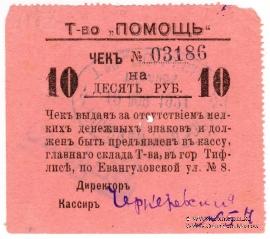 Т-во „ПОМОЩЬ"
ЧЕКЪ № 03186
10 на 10
ДЕСЯТЬ РУБ.
Чекъ выданъ за отсутствіемъ мел-
кихъ денежныхъ знаковъ и дол-
женъ быть предъявленъ въ кассу,
главнаго склада Т-ва, въ гор Тиф-
лисѣ, по Евангуловской ул. № 8.
Директоръ
Кассиръ